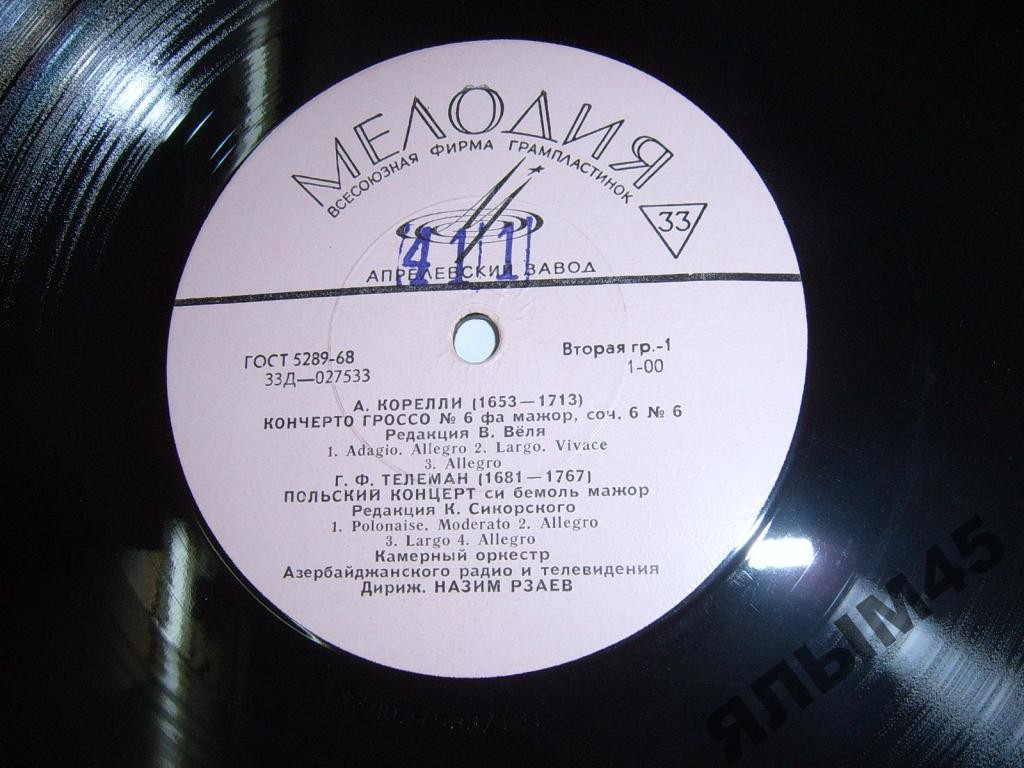 МЕЛОДИЯ
ВСЕСОЮЗНАЯ ФИРМА ГРАМПЛАСТИНОК
33
411
АПРЕЛЕВСКИЙ ЗАВОД
ГОСТ 5289-68
33Д—027533
Вторая гр.-1
1-00
А. КОРЕЛЛИ (1653—1713)
КОНЧЕРТО ГРОССО № 6 фа мажор, соч. 6 № 6
Редакция В. Вёля
1. Adagio. Allegro 2. Largo. Vivace
3. Allegro
Г. Ф. ТЕЛЕМАН (1681—1767)
ПОЛЬСКИЙ КОНЦЕРТ си бемоль мажор
Редакция К. Сикорского
1. Polonaise. Moderato 2. Allegro
3. Largo 4. Allegro
Камерный оркестр
Азербайджанского радио и телевидения
Дириж. НАЗИМ РЗАЕВ
ЯЛЫМ45